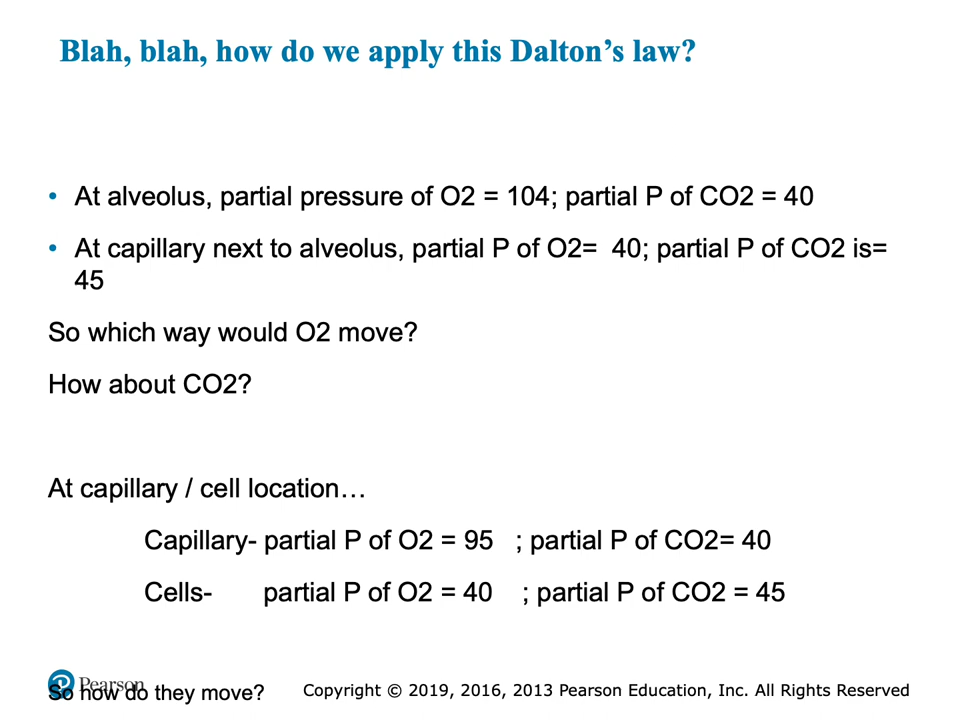 Blah, blah, how do we apply this Dalton’s law?
• At alveolus, partial pressure of O2 = 104; partial P of CO2 = 40
• At capillary next to alveolus, partial P of O2= 40; partial P of CO2 is=
45
So which way would O2 move?
How about CO2?
At capillary / cell location…
Capillary- partial P of O2 = 95 ; partial P of CO2= 40
Cells- partial P of O2 = 40 ; partial P of CO2 = 45
Pearson
So how do they move?
Copyright © 2019, 2016, 2013 Pearson Education, Inc. All Rights Reserved